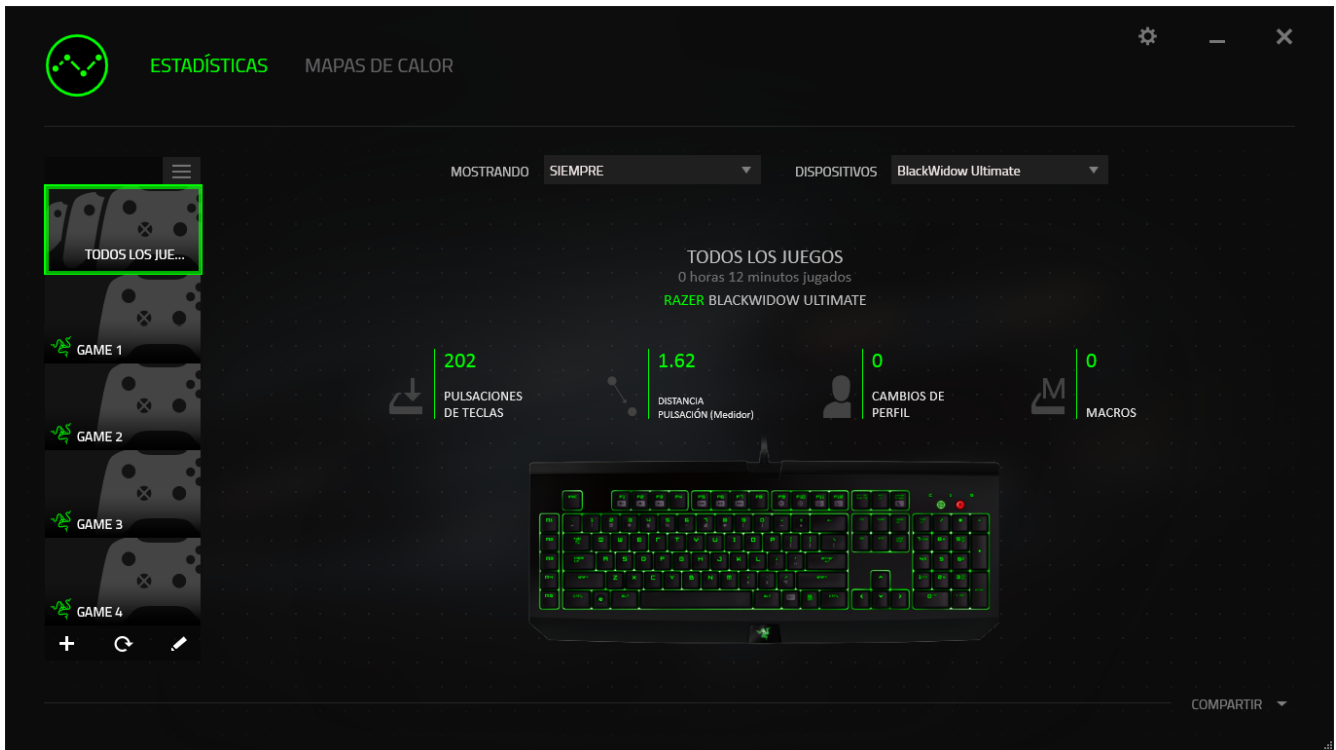 ESTADÍSTICAS MAPAS DE CALOR
MOSTRANDO SIEMPRE DISPOSITIVOS BlackWidow Ultimate
TODOS LOS JUE...
GAME 1
GAME 2
GAME 3
GAME 4
TODOS LOS JUEGOS
0 horas 12 minutos jugados
RAZER BLACKWIDOW ULTIMATE
202
PULSACIONES
DE TECLAS
1.62
DISTANCIA
PULSACIÓN (Medidor)
0
CAMBIOS DE
PERFIL
0
MACROS
COMPARTIR